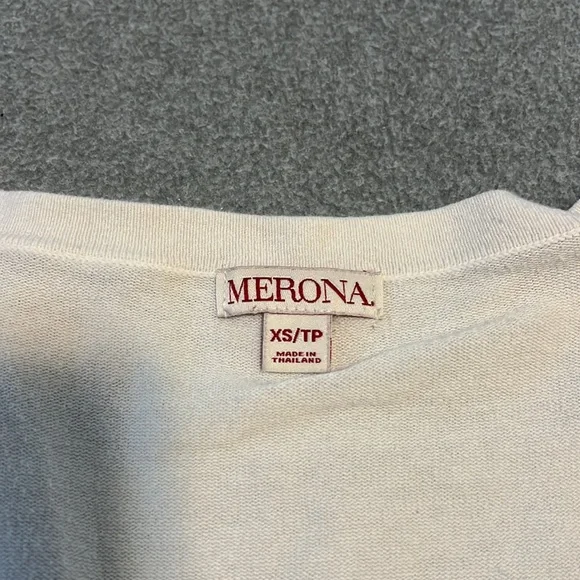 MERONA.
XS/TP
MADE IN
THAILAND